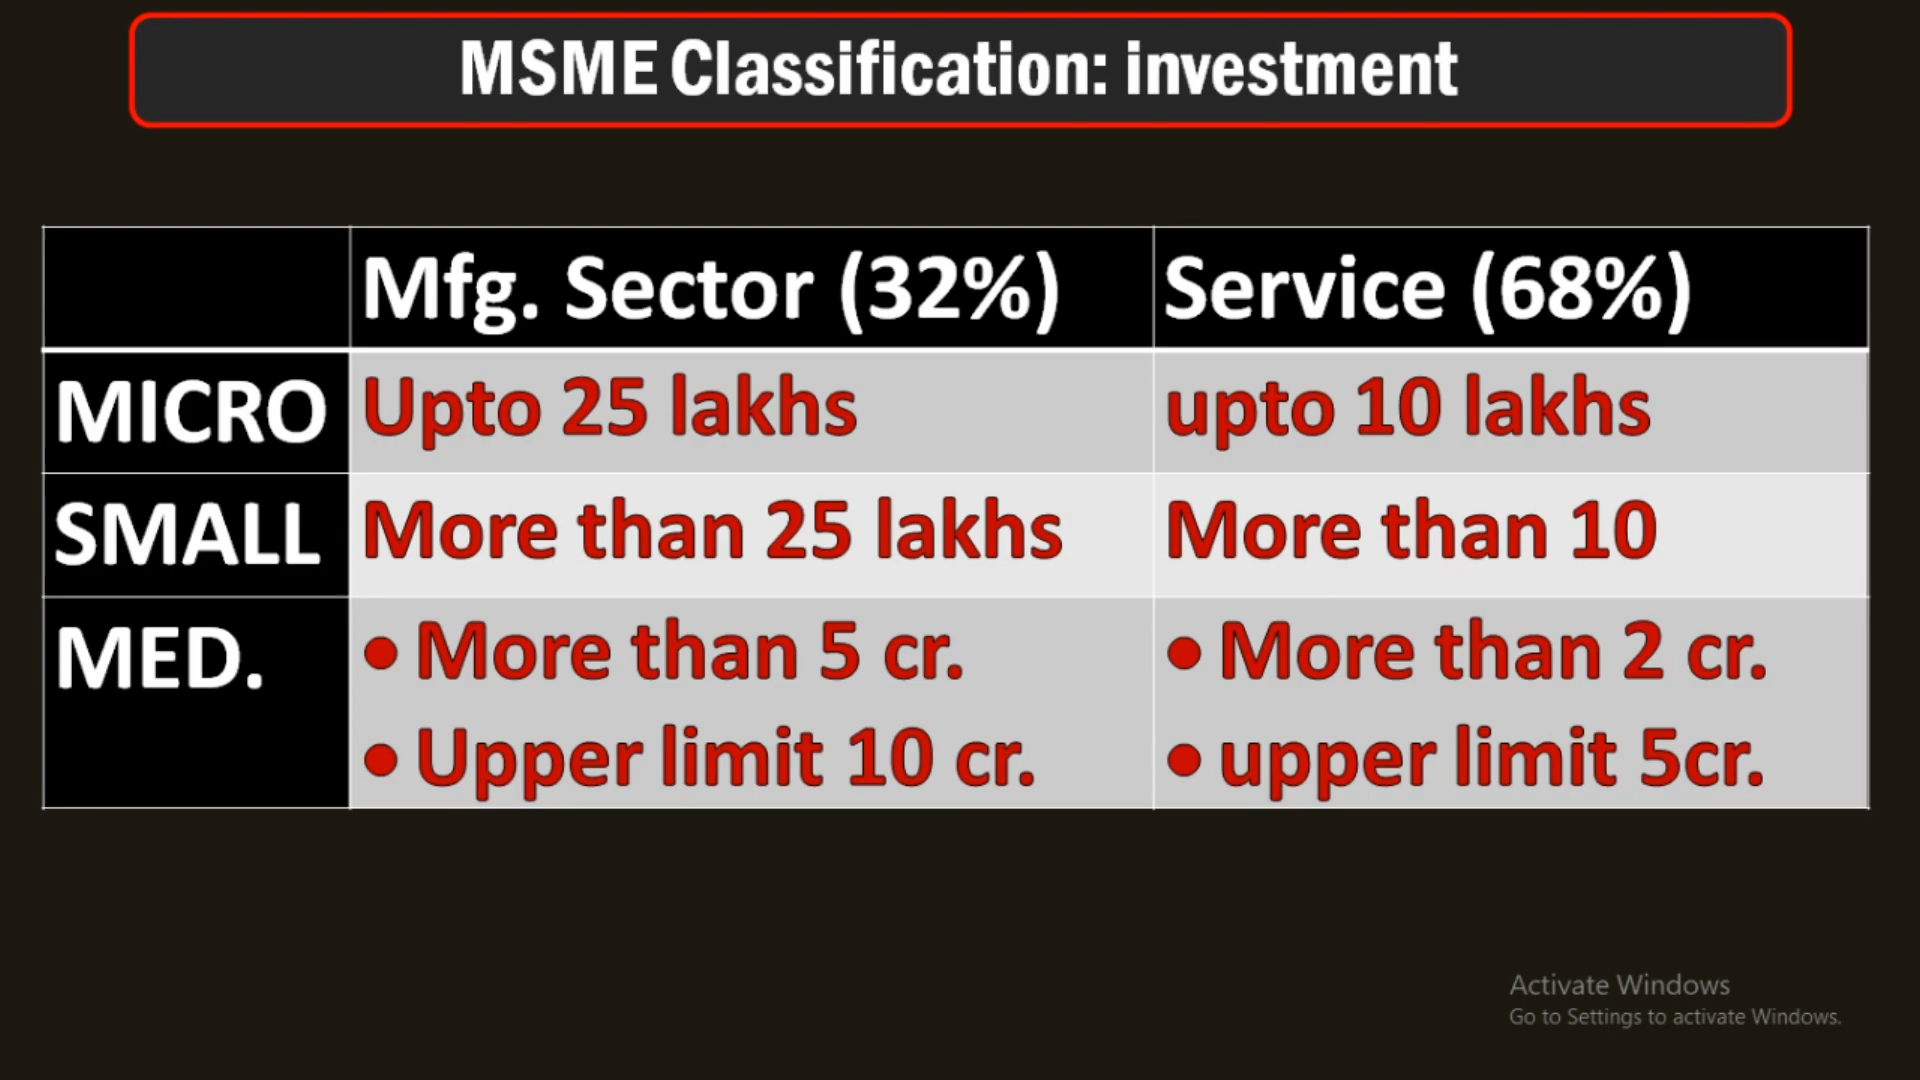 MSME Classification: investment
Mfg. Sector (32%) Service (68%)
MICRO Upto 25 lakhs upto 10 lakhs
SMALL More than 25 lakhs More than 10
MED. • More than 5 cr. • More than 2 cr.
• Upper limit 10 cr. • upper limit 5cr.
Activate Windows
Go to Settings to activate Windows.